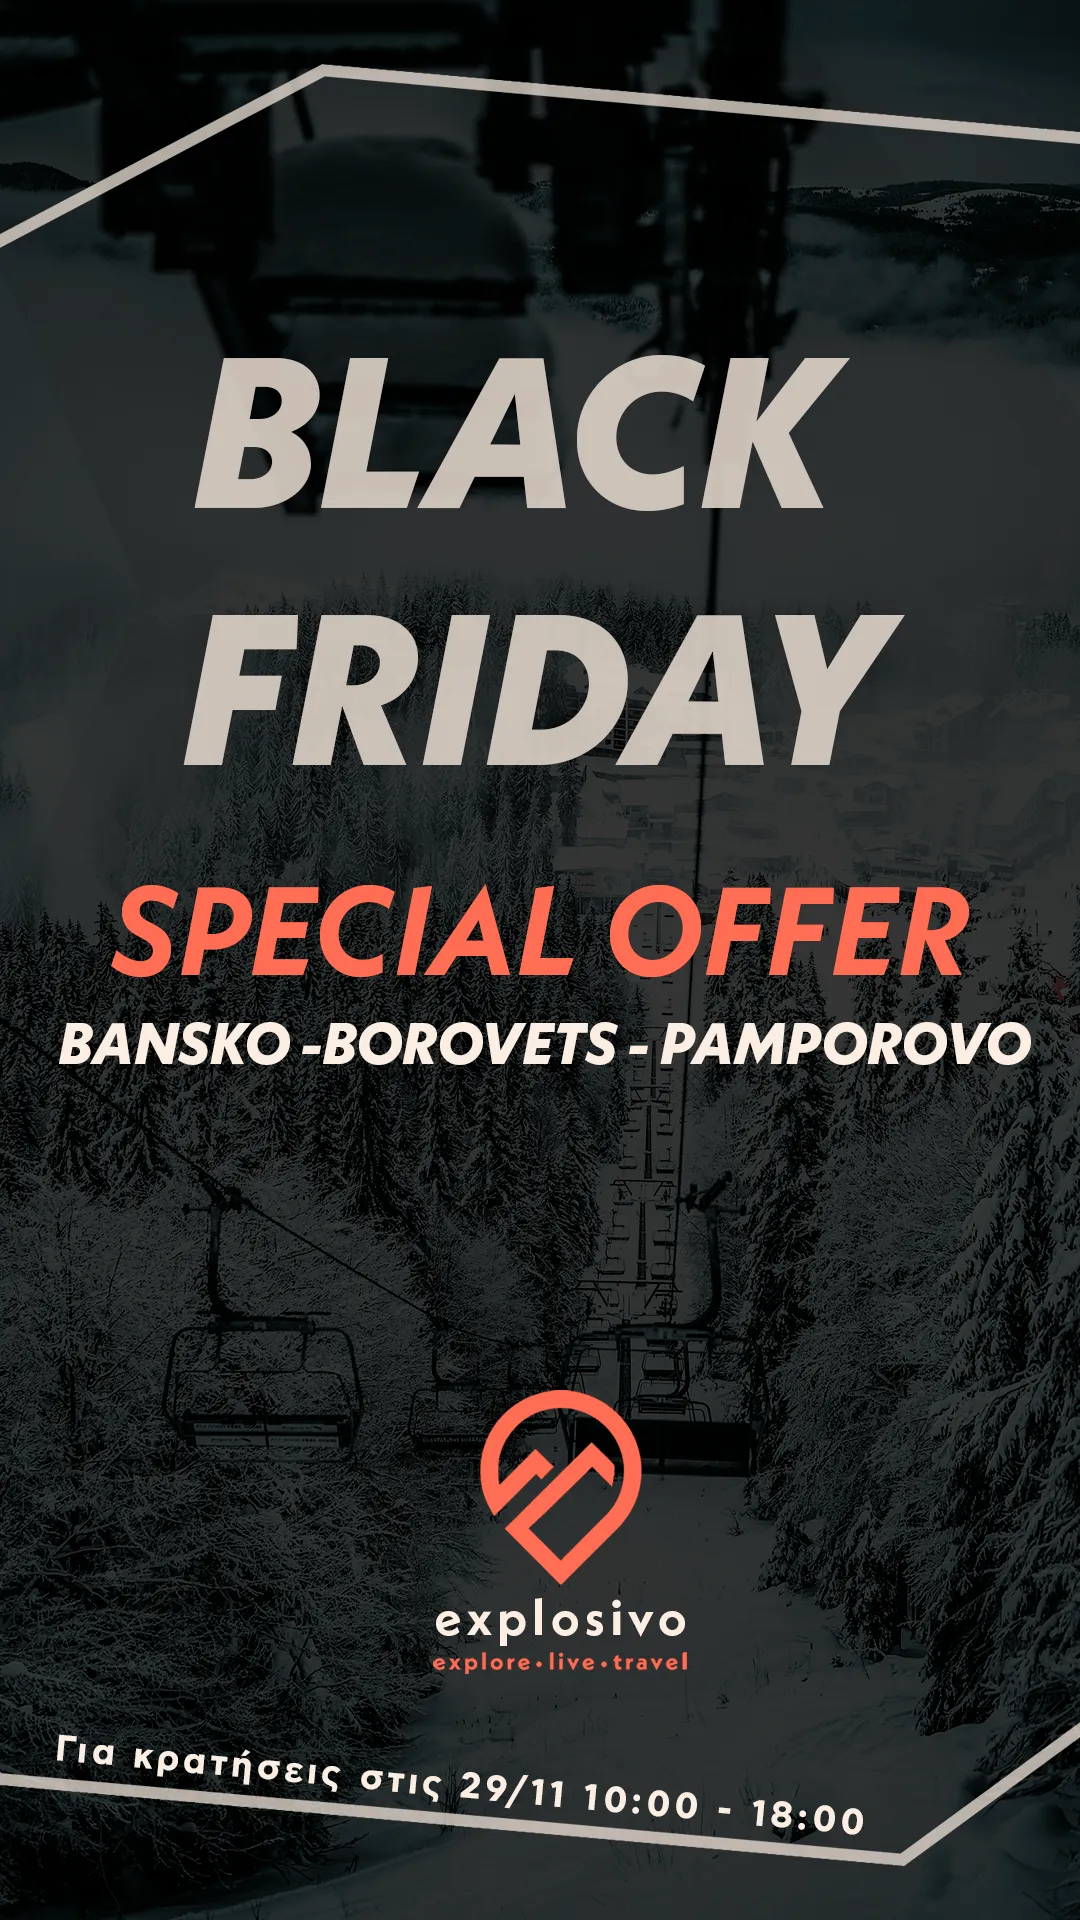 BLACK
FRIDAY
SPECIAL OFFER
BANSKO -BOROVETS - PAMPOROVO
explosivo
explore•live•travel
Για κρατήσεις στις 29/11 10:00 - 18:00